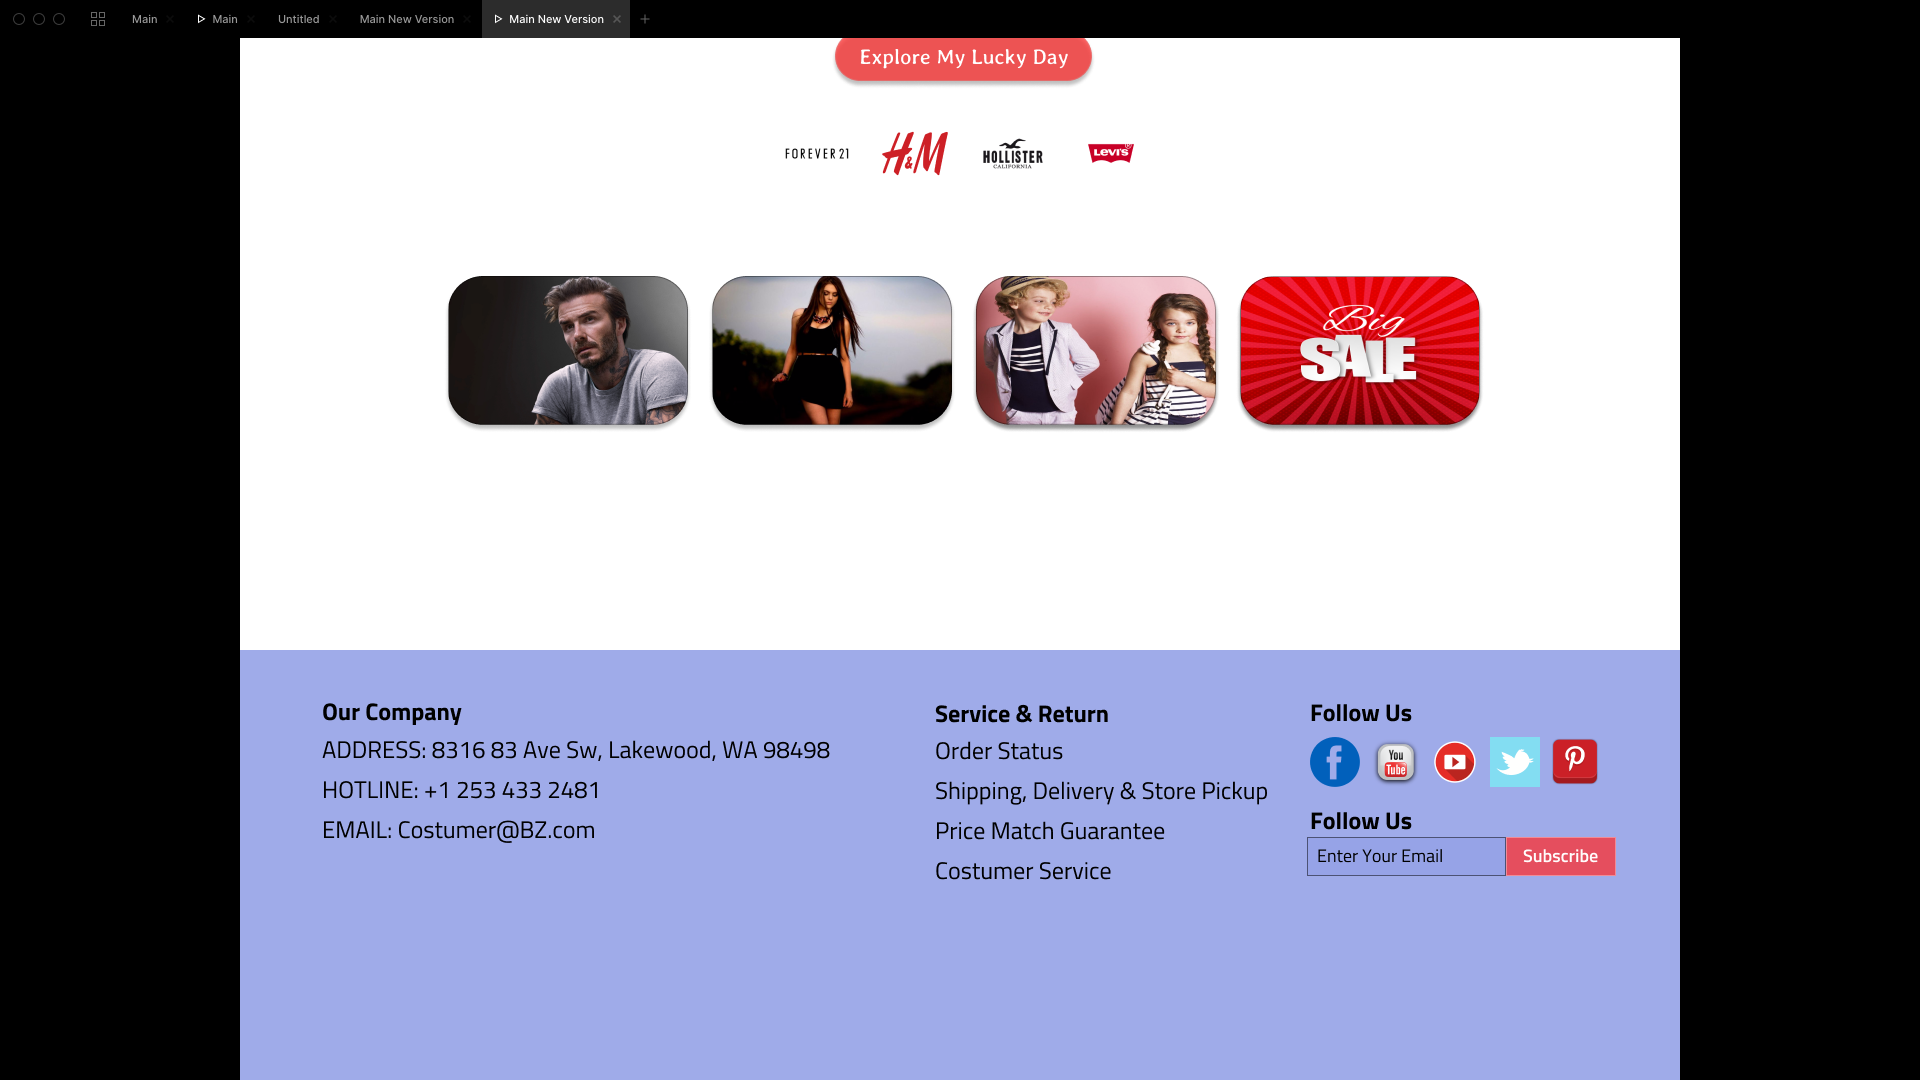 Main
Main
Untitled
Main New Version
Main New Version
Explore My Lucky Day
FOREVER 21
H&M
HOLLISTER
CALIFORNIA
Levi's
Big
SALE
Our Company
ADDRESS: 8316 83 Ave Sw, Lakewood, WA 98498
HOTLINE: +1 253 433 2481
EMAIL: Costumer@BZ.com
Service & Return
Order Status
Shipping, Delivery & Store Pickup
Price Match Guarantee
Costumer Service
Follow Us
You
Tube
Follow Us
Enter Your Email
Subscribe